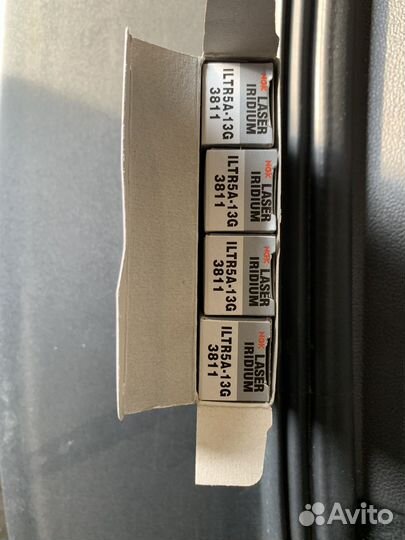 NGK LASER
IRIDIUM
ILTR5A-13G
3811
NGK LASER
IRIDIUM
ILTR5A-13G
3811
NGK LASER
IRIDIUM
ILTR5A-13G
3811
NGK LASER
IRIDIUM
ILTR5A-13G
3811
Avito